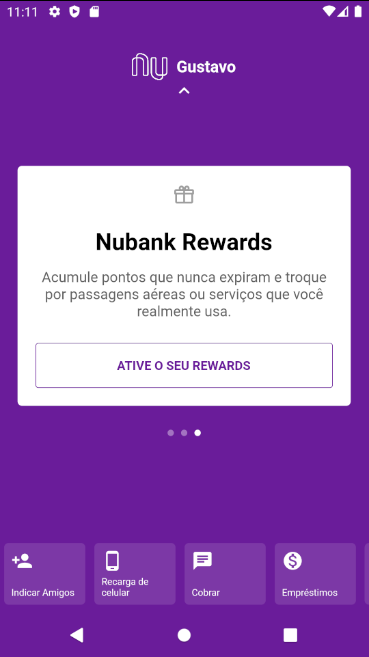 11:11
nu Gustavo
Nubank Rewards
Acumule pontos que nunca expiram e troque
por passagens aéreas ou serviços que você
realmente usa.
ATIVE O SEU REWARDS
Indicar Amigos
Recarga de
celular
Cobrar
Empréstimos